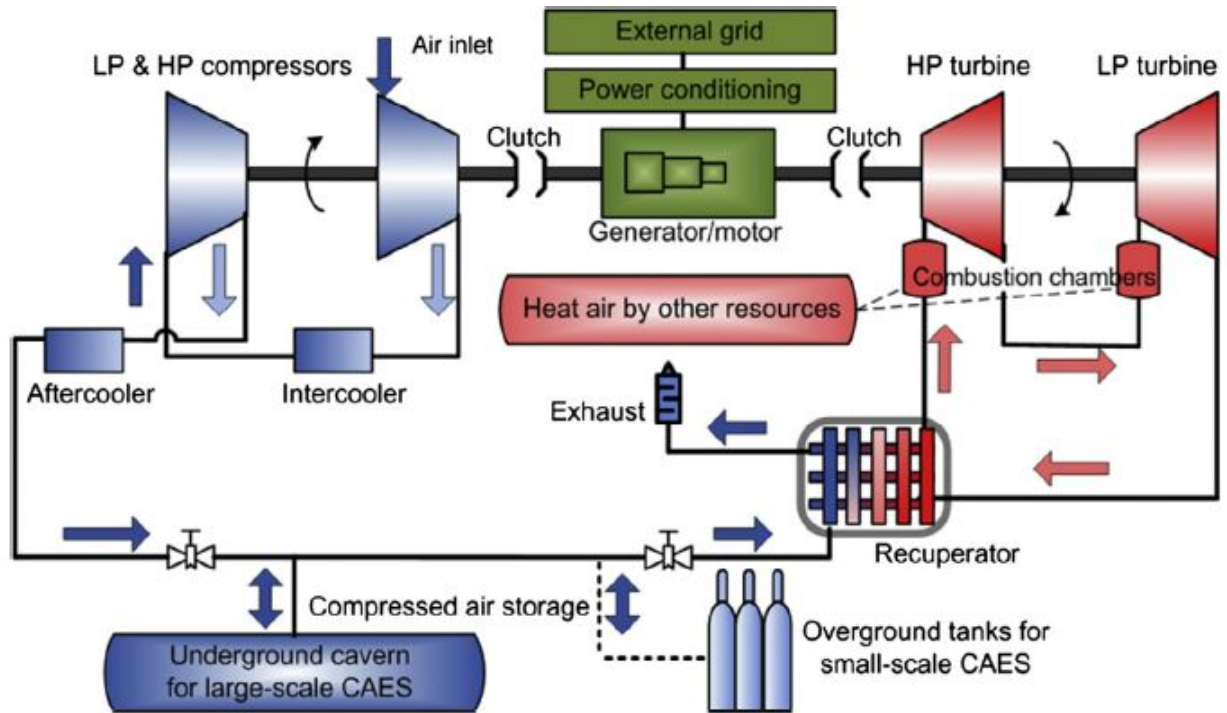 External grid
Air inlet
LP & HP compressors
HP turbine
LP turbine
Power conditioning
Clutch
Clutch
Generator/motor
Combustion chambers
Heat air by other resources
Aftercooler
Intercooler
Exhaust
Recuperator
Compressed air storage
Underground cavern
for large-scale CAES
Overground tanks for
small-scale CAES